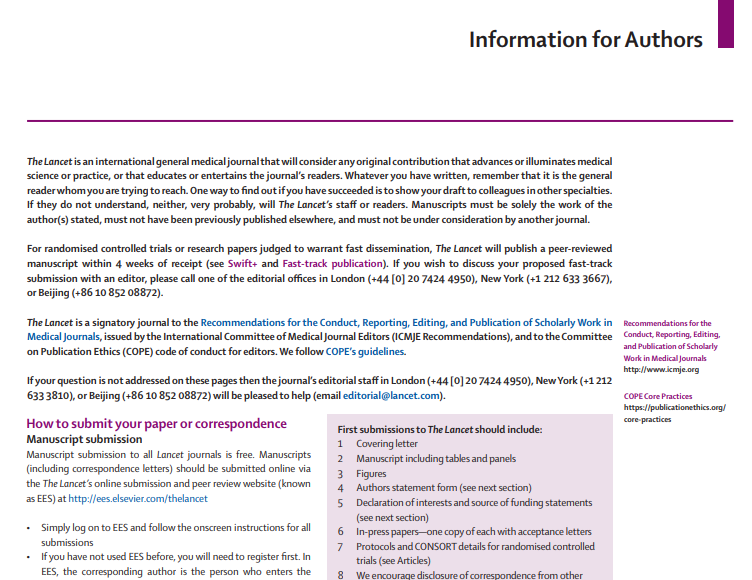 Information for Authors
The Lancet is an international general medical journal that will consider any original contribution that advances or illuminates medical
science or practice, or that educates or entertains the journal's readers. Whatever you have written, remember that it is the general
reader whom you are trying to reach. One way to find out if you have succeeded is to show your draft to colleagues in other specialties.
If they do not understand, neither, very probably, will The Lancet's staff or readers. Manuscripts must be solely the work of the
author(s) stated, must not have been previously published elsewhere, and must not be under consideration by another journal.
For randomised controlled trials or research papers judged to warrant fast dissemination, The Lancet will publish a peer-reviewed
manuscript within 4 weeks of receipt (see Swift+ and Fast-track publication). If you wish to discuss your proposed fast-track
submission with an editor, please call one of the editorial offices in London (+44 [0] 20 7424 4950), New York (+1 212 633 3667),
or Beijing (+86 10 852 08872).
The Lancet is a signatory journal to the Recommendations for the Conduct, Reporting, Editing, and Publication of Scholarly Work in
Medical Journals, issued by the International Committee of Medical Journal Editors (ICMJE Recommendations), and to the Committee
on Publication Ethics (COPE) code of conduct for editors. We follow COPE's guidelines.
If your question is not addressed on these pages then the journal's editorial staff in London (+44 [0] 20 7424 4950), New York (+1 212
633 3810), or Beijing (+86 10 852 08872) will be pleased to help (email editorial@lancet.com).
Recommendations for the
Conduct, Reporting, Editing,
and Publication of Scholarly
Work in Medical Journals
http://www.icmje.org
COPE Core Practices
https://publicationethics.org/
core-practices
How to submit your paper or correspondence
Manuscript submission
Manuscript submission to all Lancet journals is free. Manuscripts
(including correspondence letters) should be submitted online via
the The Lancet's online submission and peer review website (known
as EES) at http://ees.elsevier.com/thelancet
• Simply log on to EES and follow the onscreen instructions for all
submissions
• If you have not used EES before, you will need to register first. In
EES, the corresponding author is the person who enters the
First submissions to The Lancet should include:
1 Covering letter
2 Manuscript including tables and panels
3 Figures
4 Authors statement form (see next section)
5 Declaration of interests and source of funding statements
(see next section)
6 In-press papers—one copy of each with acceptance letters
7 Protocols and CONSORT details for randomised controlled
trials (see Articles)
8 We encourage disclosure of correspondence from other